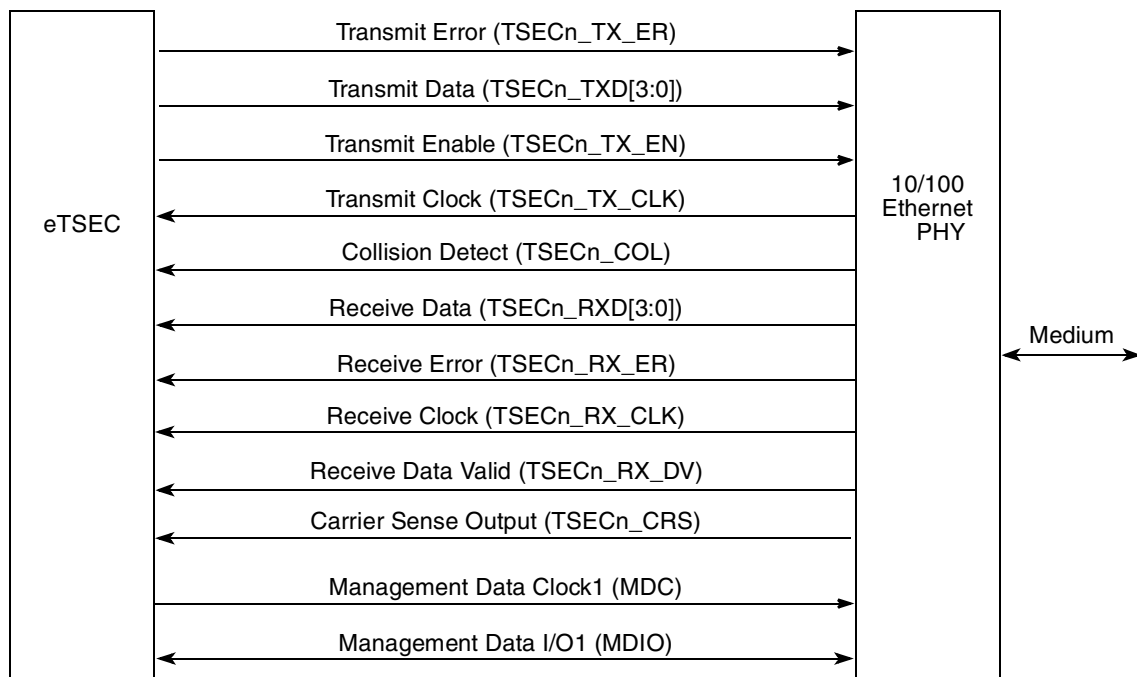 Transmit Error (TSECn_TX_ER)
Transmit Data (TSECn_TXD[3:0])
Transmit Enable (TSECn_TX_EN)
Transmit Clock (TSECn_TX_CLK)
10/100
Ethernet
PHY
eTSEC
Collision Detect (TSECn_COL)
Receive Data (TSECn_RXD[3:0])
Medium
Receive Error (TSECn_RX_ER)
Receive Clock (TSECn_RX_CLK)
Receive Data Valid (TSECn_RX_DV)
Carrier Sense Output (TSECn_CRS)
Management Data Clock1 (MDC)
Management Data I/O1 (MDIO)